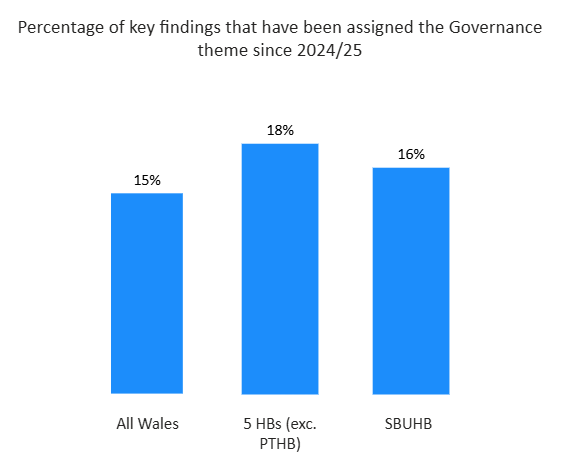 Percentage of key findings that have been assigned the Governance
theme since 2024/25
18%
16%
15%
All Wales
5 HBs (exc.
PTHB)
SBUHB